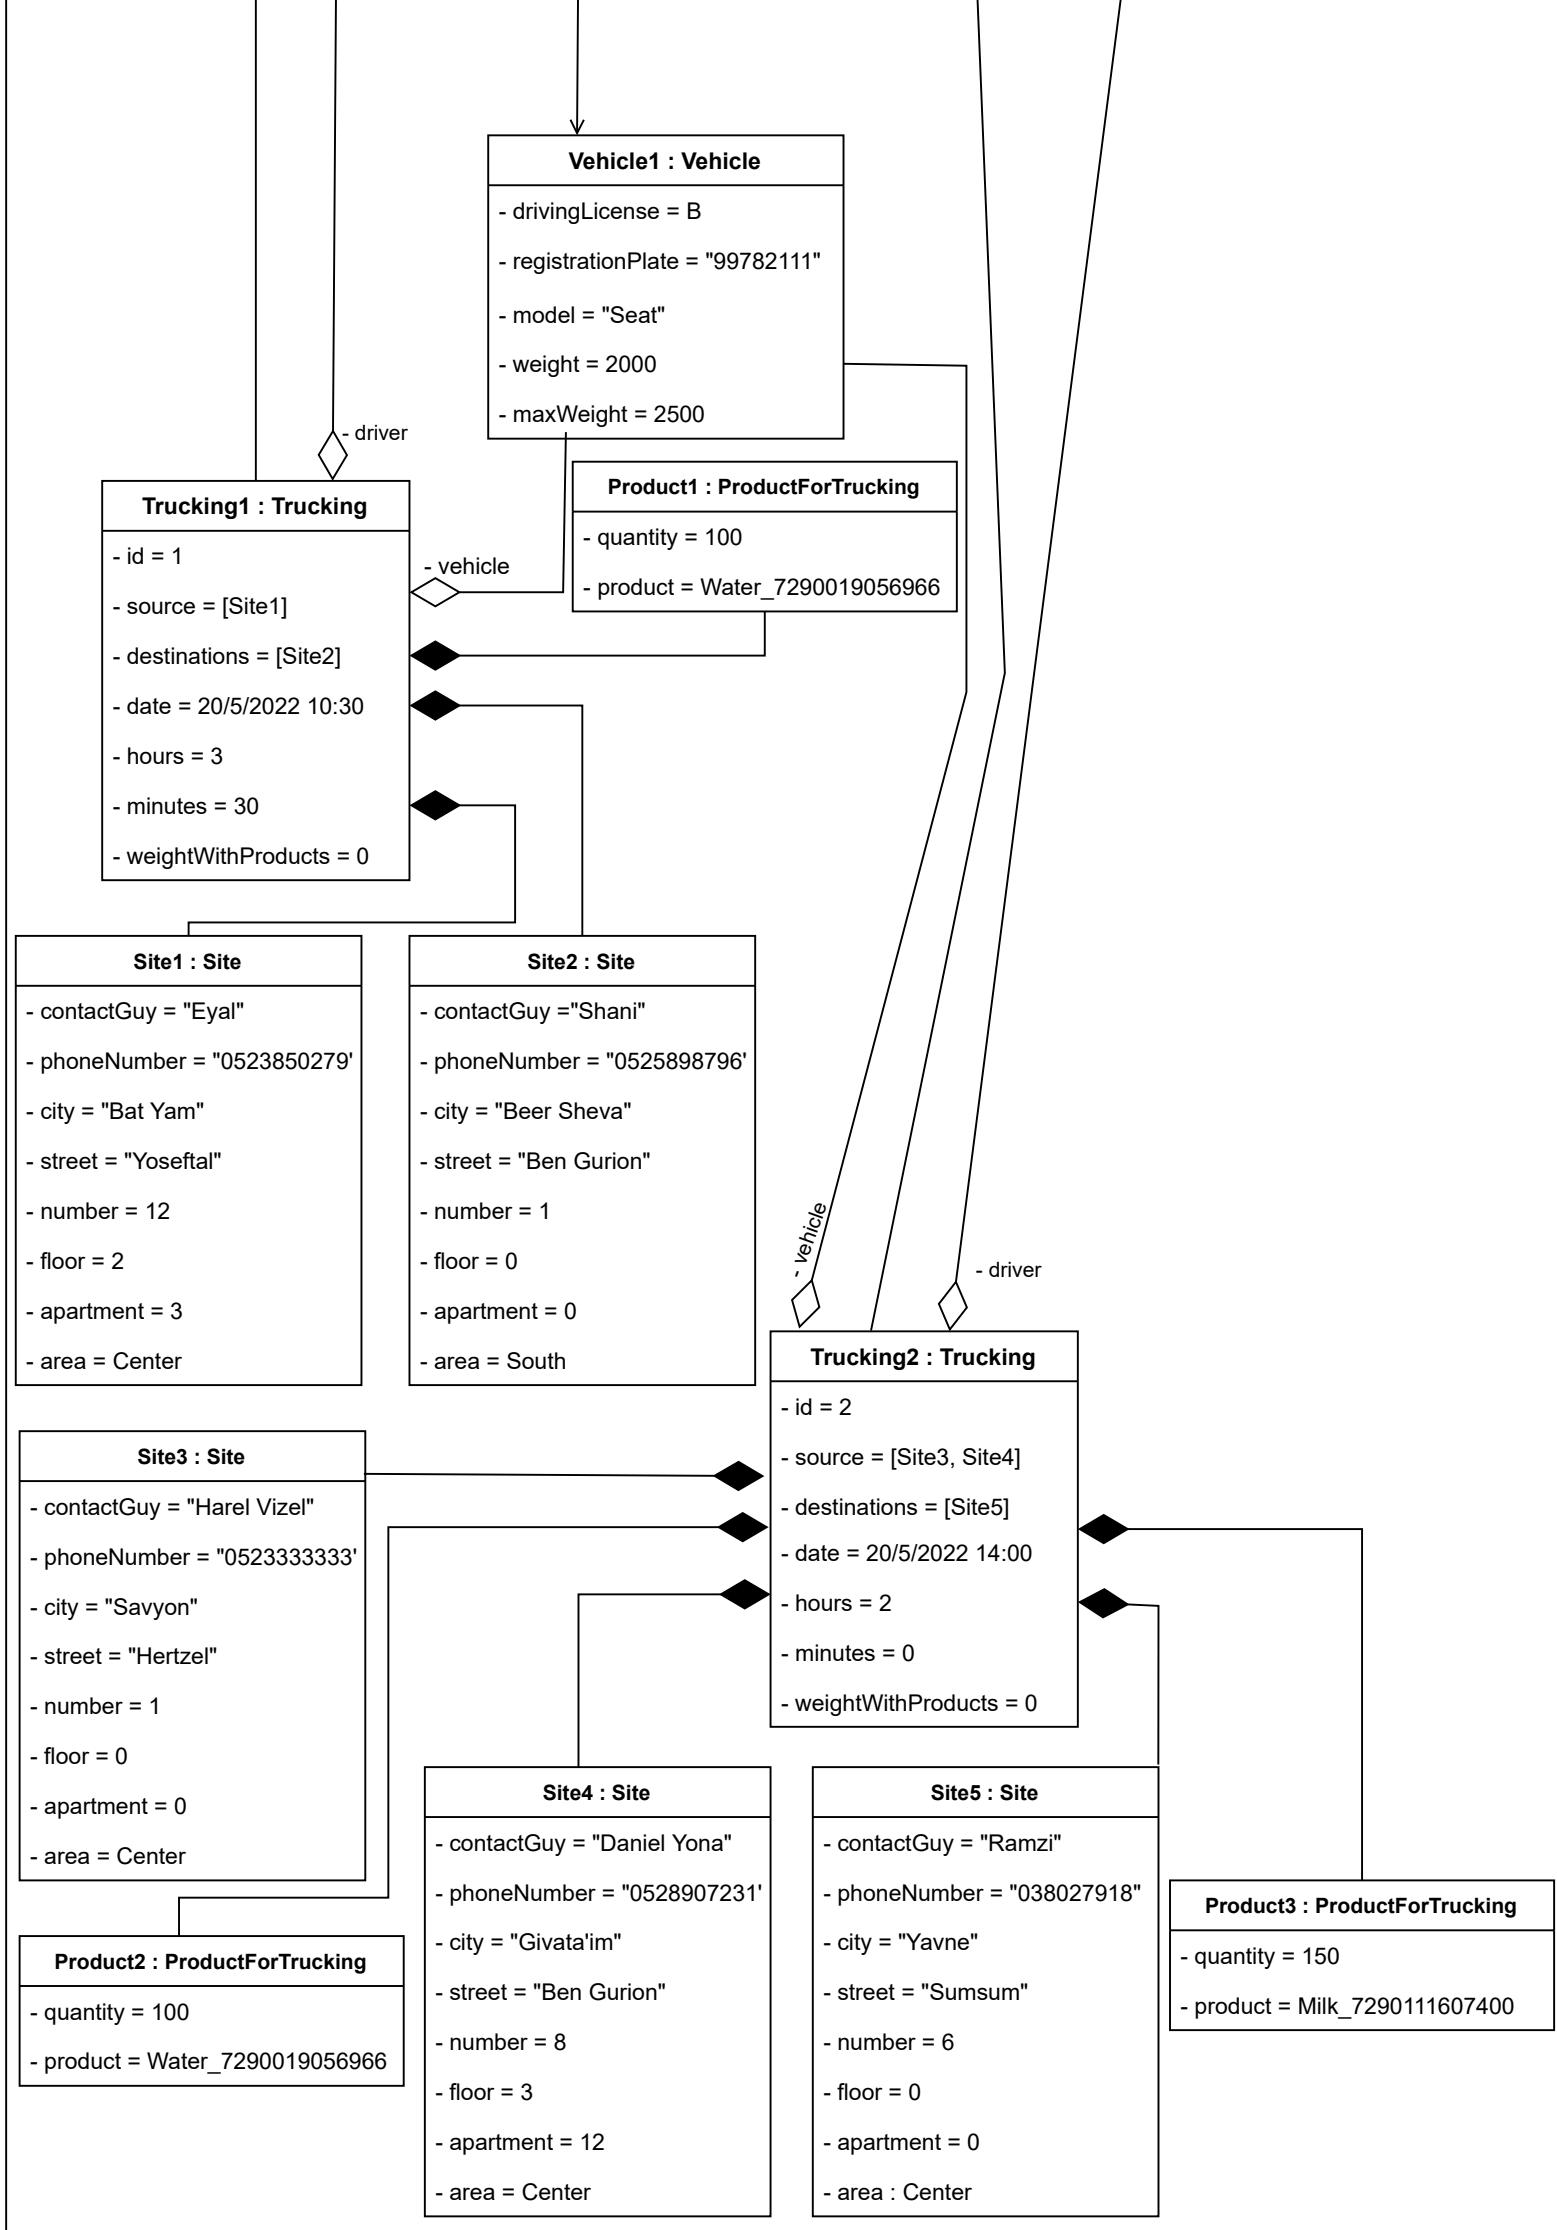 Vehicle1 : Vehicle
- drivingLicense = B
- registrationPlate = "99782111"
- model = "Seat"
- weight = 2000
- maxWeight = 2500
- driver
Trucking1 : Trucking
- id = 1
- source = [Site1]
- destinations = [Site2]
- date = 20/5/2022 10:30
- hours = 3
- minutes = 30
- weightWithProducts = 0
- vehicle
Product1 : ProductForTrucking
- quantity = 100
- product = Water_7290019056966
Site1 : Site
- contactGuy = "Eyal"
- phoneNumber = "0523850279'
- city = "Bat Yam"
- street = "Yoseftal"
- number = 12
- floor = 2
- apartment = 3
- area = Center
Site2 : Site
- contactGuy ="Shani"
- phoneNumber = "0525898796'
- city = "Beer Sheva"
- street = "Ben Gurion"
- number = 1
- floor = 0
- apartment = 0
- area = South
- vehicle
- driver
Trucking2 : Trucking
- id = 2
- source = [Site3, Site4]
- destinations = [Site5]
- date = 20/5/2022 14:00
- hours = 2
- minutes = 0
- weightWithProducts = 0
Site3 : Site
- contactGuy = "Harel Vizel"
- phoneNumber = "0523333333'
- city = "Savyon"
- street = "Hertzel"
- number = 1
- floor = 0
- apartment = 0
- area = Center
Product2 : ProductForTrucking
- quantity = 100
- product = Water_7290019056966
Site4 : Site
- contactGuy = "Daniel Yona"
- phoneNumber = "0528907231'
- city = "Givata'im"
- street = "Ben Gurion"
- number = 8
- floor = 3
- apartment = 12
- area = Center
Site5 : Site
- contactGuy = "Ramzi"
- phoneNumber = "038027918"
- city = "Yavne"
- street = "Sumsum"
- number = 6
- floor = 0
- apartment = 0
- area : Center
Product3 : ProductForTrucking
- quantity = 150
- product = Milk_7290111607400